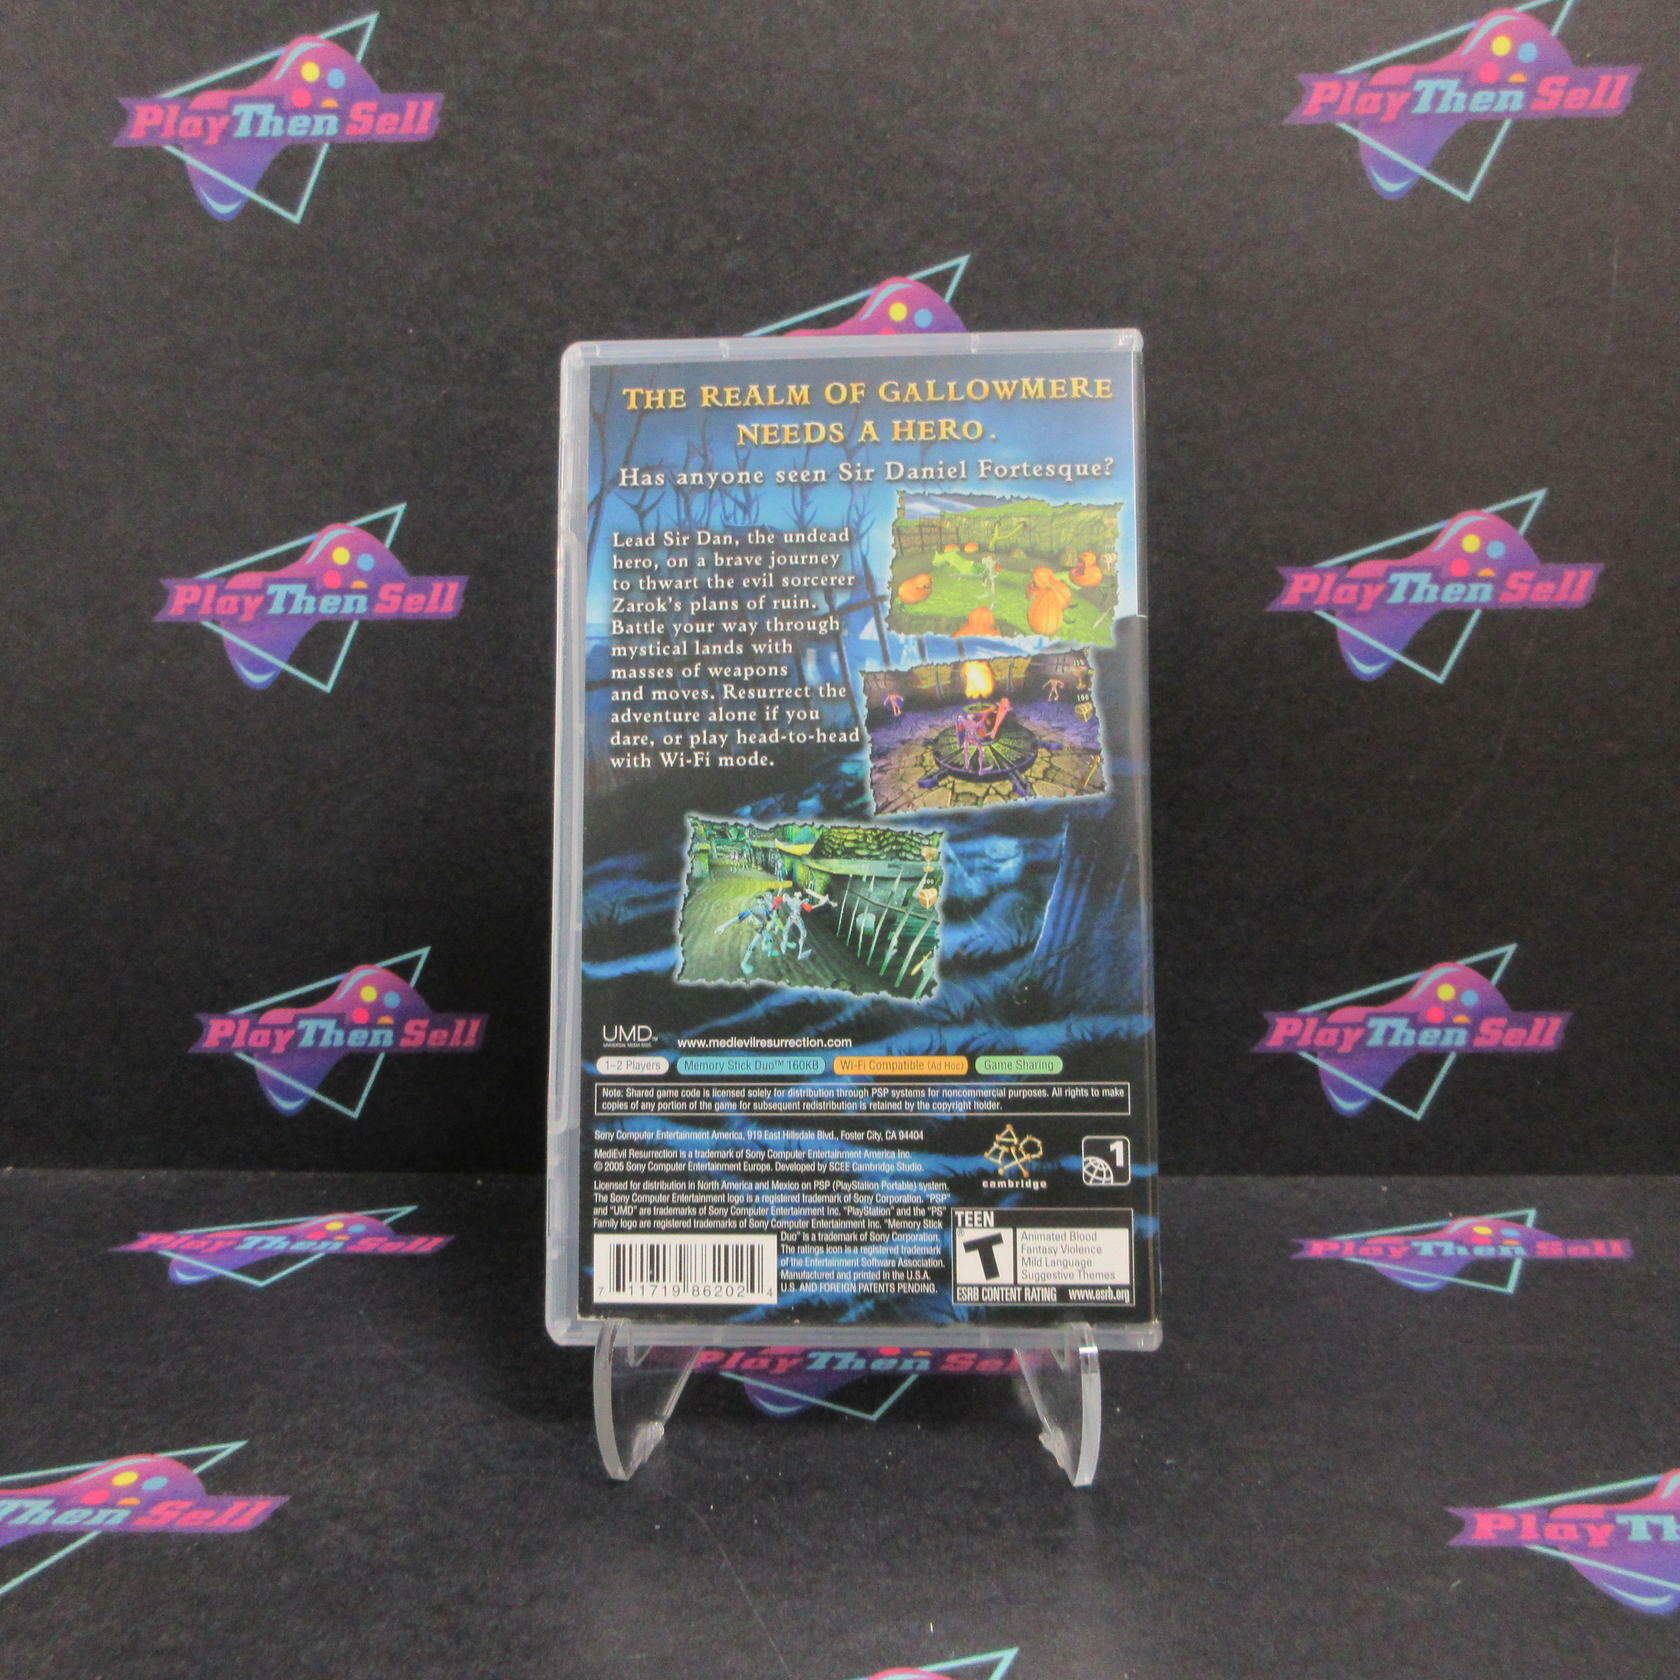 PlayThenSell
PlayThenSell
THE REALM OF GALLOWMERE
NEEDS A HERO.
Has anyone seen Sir Daniel Fortesque?
Lead Sir Dan, the undead
hero, on a brave journey
to thwart the evil sorcerer
Zarok's plans of ruin.
Battle your way through
mystical lands with
masses of weapons
and moves. Resurrect the
adventure alone if you
dare, or play head-to-head
with Wi-Fi mode.
PlayThenSell
PlayThenSell
PlayThenSell
PlayThenSell
UMD™
www.medievilresurrection.com
1-2 Players
Memory Stick Duo™ 160KB
Wi-Fi Compatible (Ad Hoc)
Game Sharing
Note: Shared game code is licensed solely for distribution through PSP systems for noncommercial purposes. All rights to make
copies of any portion of the game for subsequent redistribution is retained by the copyright holder.
Sony Computer Entertainment America, 919 East Hillsdale Blvd., Foster City, CA 94404
MediEvil Resurrection is a trademark of Sony Computer Entertainment America Inc.
© 2005 Sony Computer Entertainment Europe. Developed by SCEE Cambridge Studio.
cambridge
1
Licensed for distribution in North America and Mexico on PSP (PlayStation Portable) system.
The Sony Computer Entertainment logo is a registered trademark of Sony Corporation. "PSP"
and "UMD" are trademarks of Sony Computer Entertainment Inc. "PlayStation" and the "PS"
Family logo are registered trademarks of Sony Computer Entertainment Inc. "Memory Stick
Duo" is a trademark of Sony Corporation.
The ratings icon is a registered trademark
of the Entertainment Software Association.
Manufactured and printed in the U.S.A.
U.S. AND FOREIGN PATENTS PENDING.
7 11719 86202 4
TEEN
T
Animated Blood
Fantasy Violence
Mild Language
Suggestive Themes
ESRB CONTENT RATING www.esrb.org
PlayThenSell
PlayThenSell
PlayThenSell
ThenSell
Play